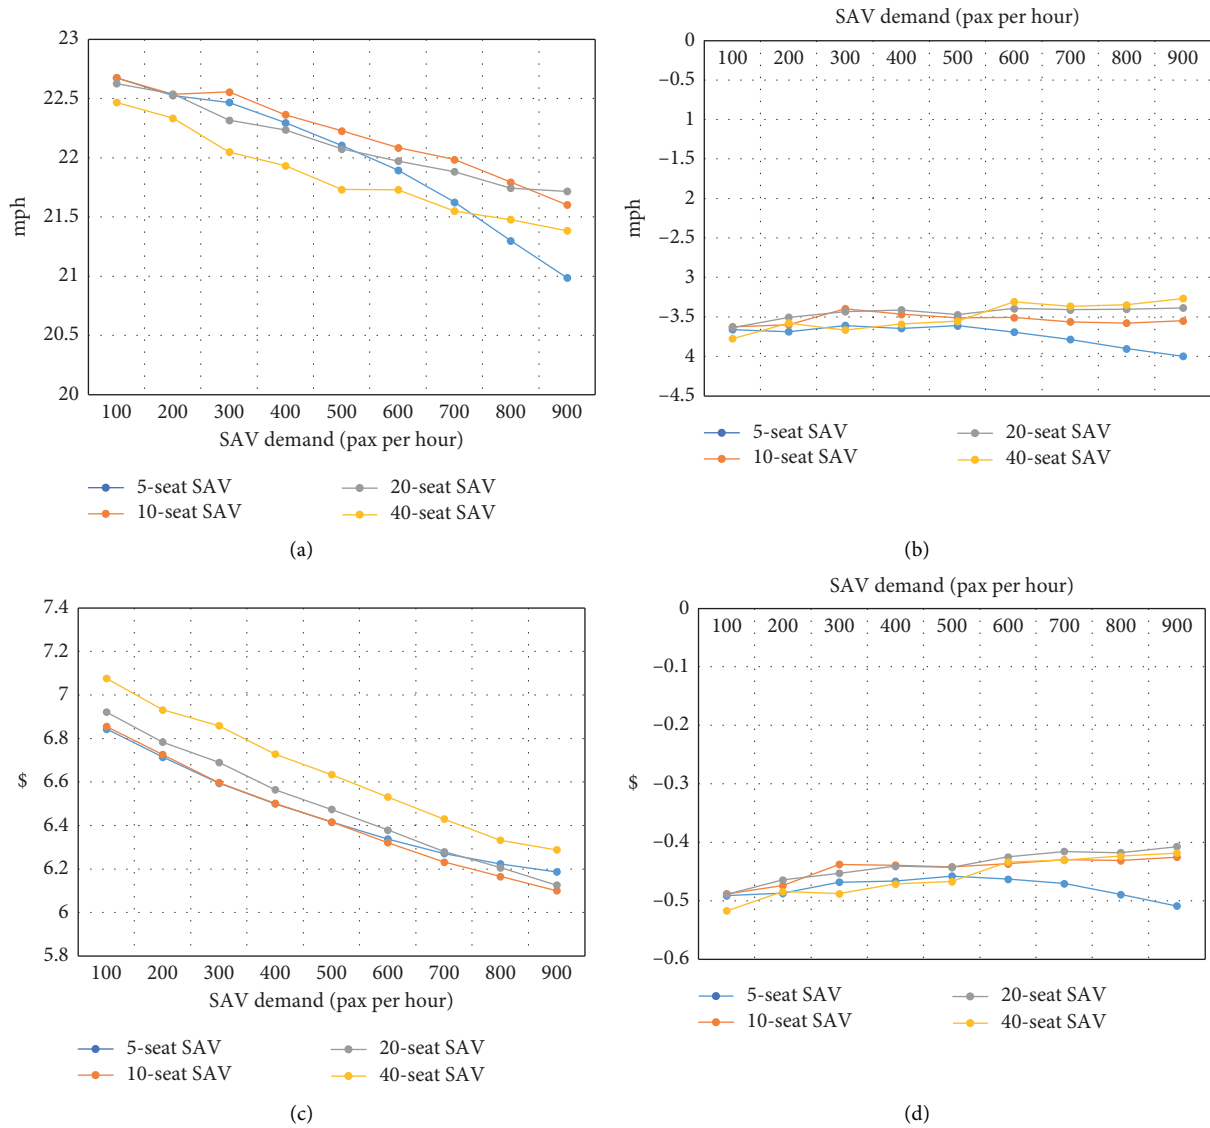 23
22.5
22
21.5
21
20.5
20
mph
100 200 300 400 500 600 700 800 900
SAV demand (pax per hour)
5-seat SAV
10-seat SAV
20-seat SAV
40-seat SAV
(a)
SAV demand (pax per hour)
100 200 300 400 500 600 700 800 900
0
–0.5
1
–1.5
–2
–2.5
3
–3.5
4
–4.5
mph
5-seat SAV
10-seat SAV
20-seat SAV
40-seat SAV
(b)
7.4
7.2
7
6.8
6.6
6.4
6.2
6
5.8
$
100 200 300 400 500 600 700 800 900
SAV demand (pax per hour)
5-seat SAV
10-seat SAV
20-seat SAV
40-seat SAV
(c)
SAV demand (pax per hour)
100 200 300 400 500 600 700 800 900
0
–0.1
–0.2
–0.3
–0.4
–0.5
–0.6
$
5-seat SAV
10-seat SAV
20-seat SAV
40-seat SAV
(d)